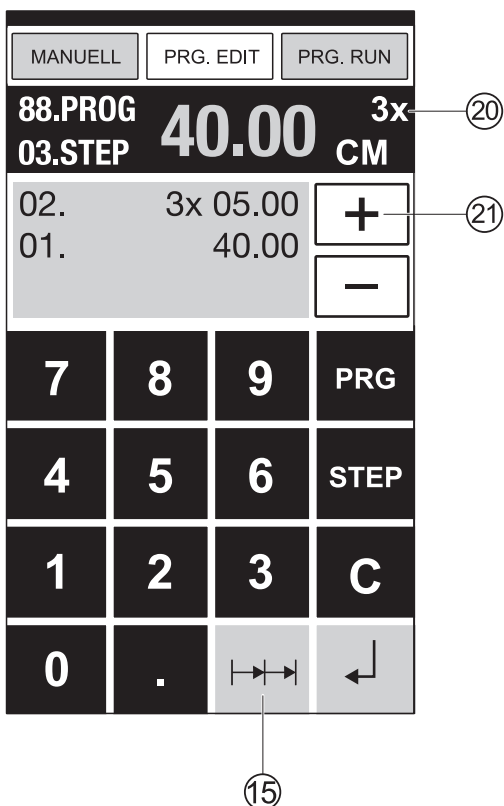 MANUELL PRG. EDIT PRG. RUN
88.PROG 40.00 3x 20
03.STEP CM
02. 3x 05.00 + 21
01. 40.00
−
7 8 9 PRG
4 5 6 STEP
1 2 3 C
0 .
15